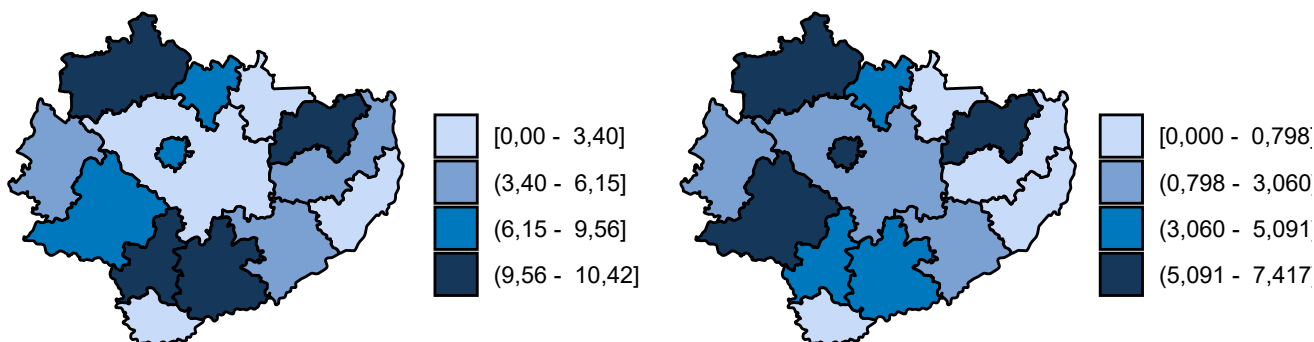 [0,00 - 3,40]
(3,40 - 6,15]
(6,15 - 9,56]
(9,56 - 10,42]
[0,000 - 0,798]
(0,798 - 3,060]
(3,060 - 5,091]
(5,091 - 7,417]